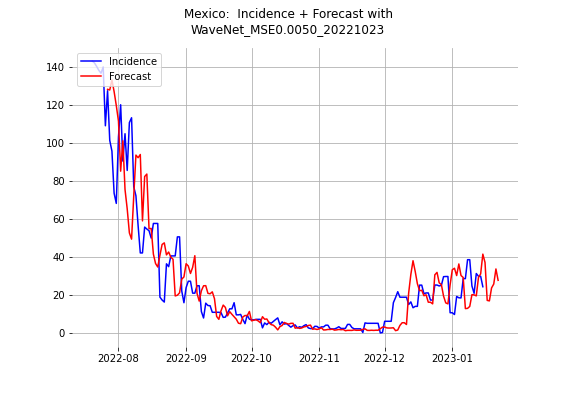 Mexico:  Incidence + Forecast with
WaveNet_MSE0.0050_20221023
Incidence
Forecast
140
120
100
80
60
40
20
0
2022-08 2022-09 2022-10 2022-11 2022-12 2023-01